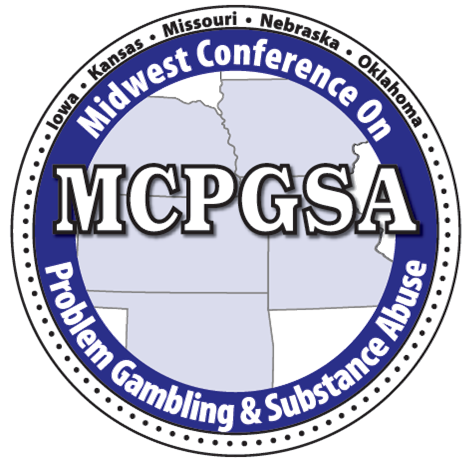 Iowa • Kansas • Missouri • Nebraska • Oklahoma
Midwest Conference On
MCPGSA
Problem Gambling & Substance Abuse